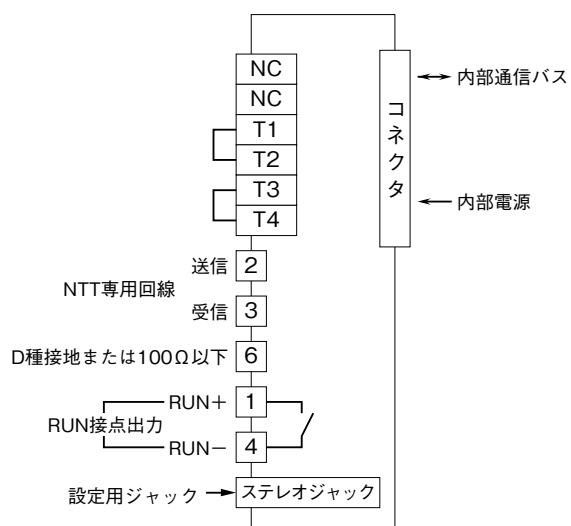 NC
NC
T1
T2
T3
T4
コネクタ
内部通信バス
内部電源
NTT専用回線
送信 2
受信 3
D種接地または100Ω以下 6
RUN接点出力
RUN＋ 1
RUN－ 4
設定用ジャック
ステレオジャック